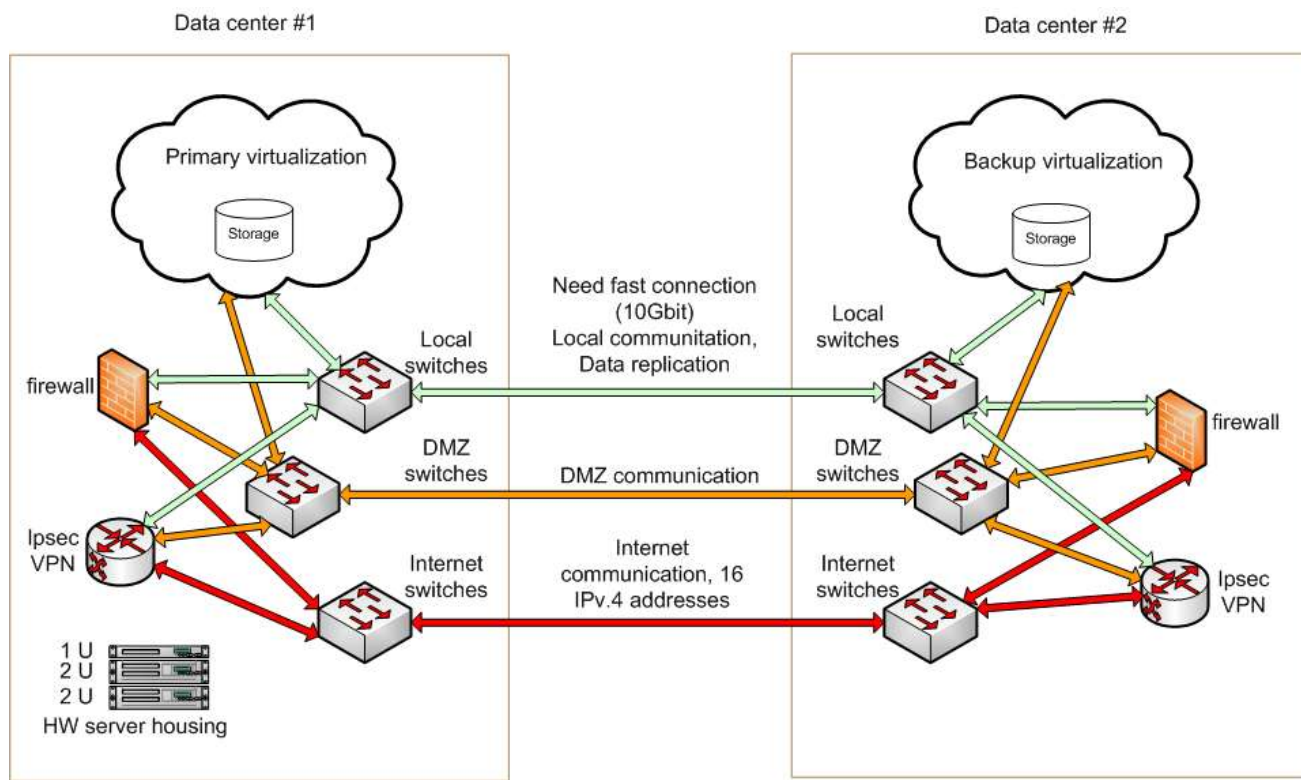 Data center #1
Data center #2
Primary virtualization
Storage
Backup virtualization
Storage
Need fast connection
(10Gbit)
Local communitation,
Data replication
Local
switches
Local
switches
firewall
firewall
DMZ
switches
DMZ communication
DMZ
switches
Ipsec
VPN
Internet
switches
Internet
communication, 16
IPv.4 addresses
Internet
switches
Ipsec
VPN
1 U
2 U
2 U
HW server housing